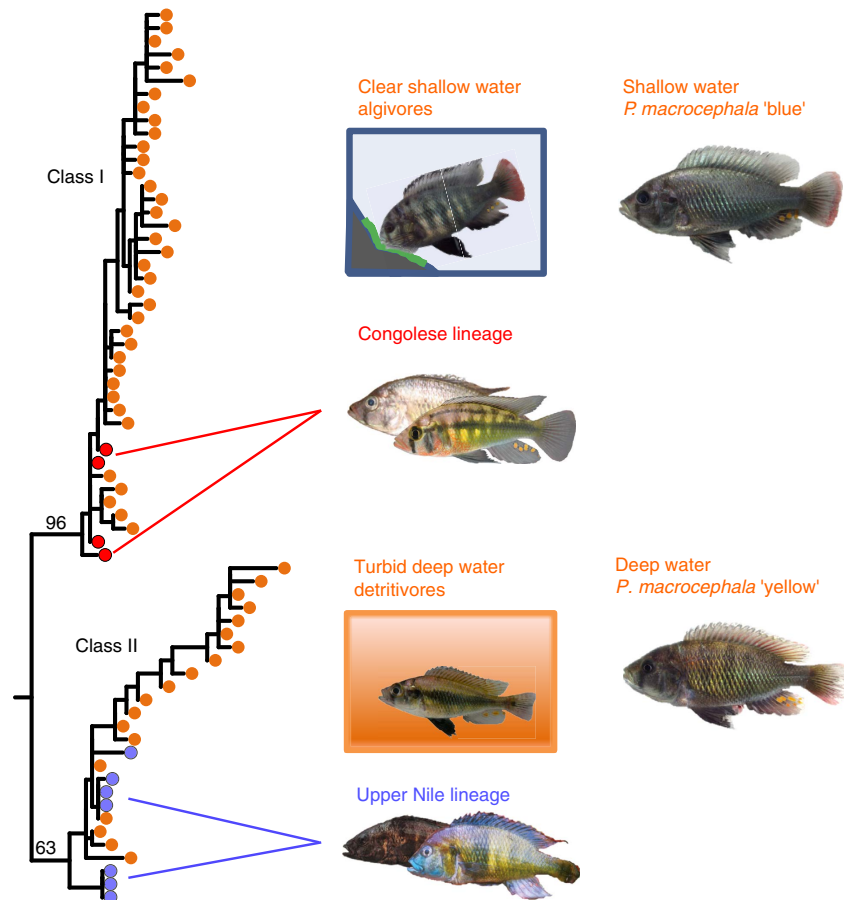 Clear shallow water
algivores
Shallow water
P. macrocephala 'blue'
Class I
Congolese lineage
96
Turbid deep water
detritivores
Deep water
P. macrocephala 'yellow'
Class II
Upper Nile lineage
63